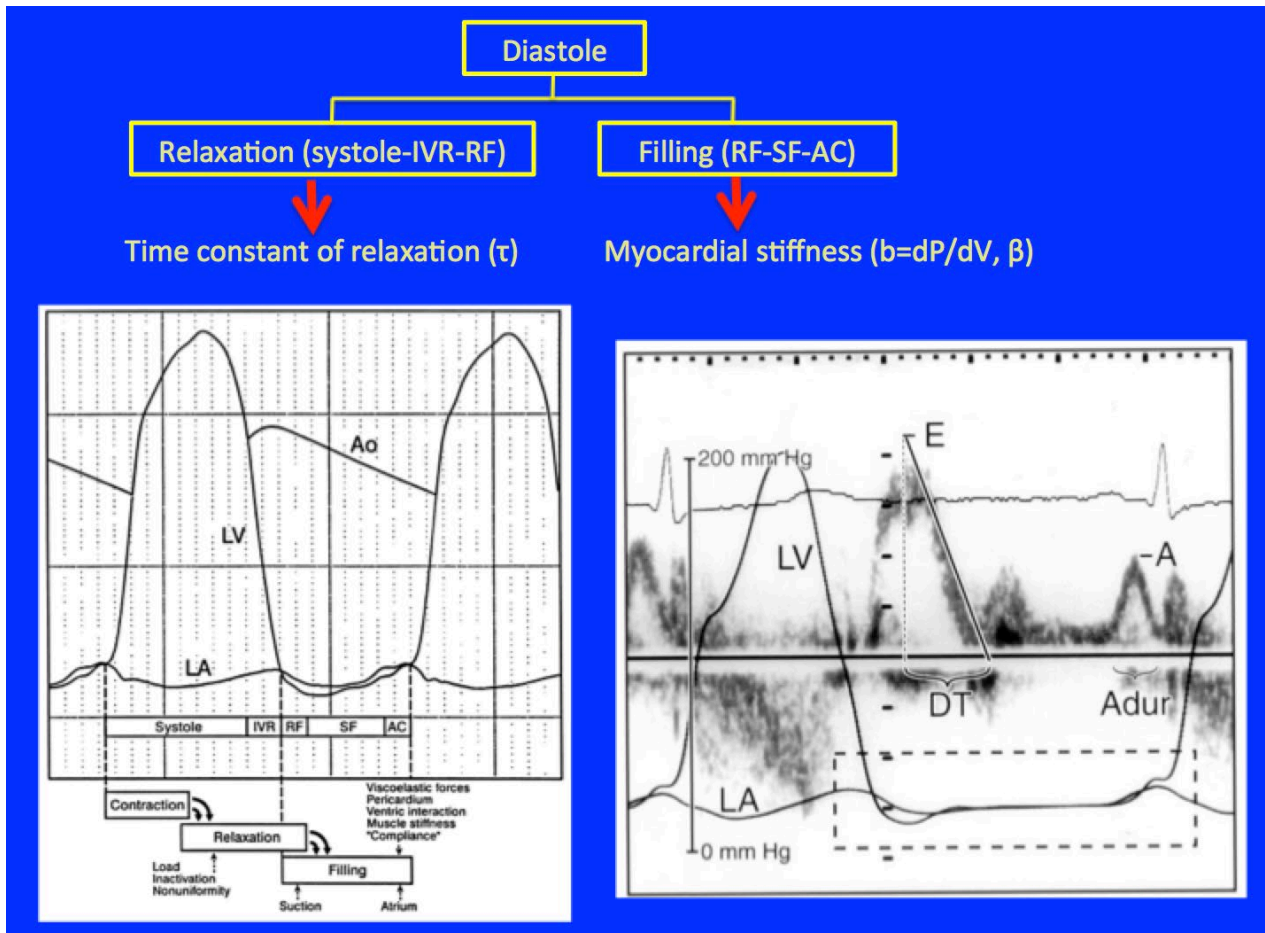 Diastole
Relaxation (systole-IVR-RF)
Filling (RF-SF-AC)
Time constant of relaxation (τ)
Myocardial stiffness (b=dP/dV, β)
Ao
LV
LA
Systole IVR RF SF AC
Contraction
Relaxation
Filling
Load
Inactivation
Nonuniformity
Viscoelastic forces
Pericardium
Ventric interaction
Muscle stiffness
"Compliance"
Suction
Atrium
E
200 mm Hg
LV
A
DT
Adur
LA
0 mm Hg